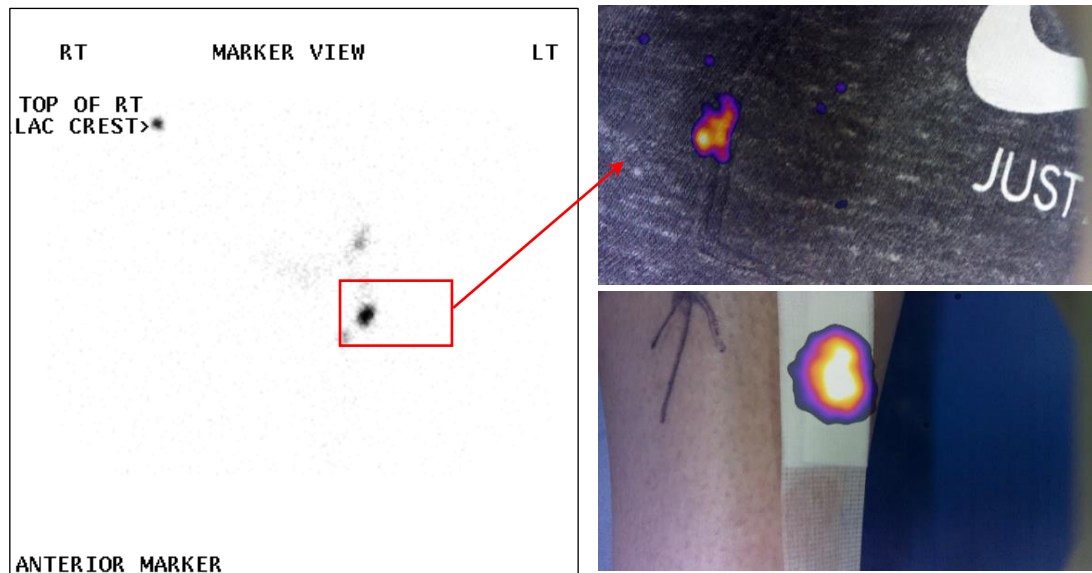 RT MARKER VIEW LT
TOP OF RT
LAC CREST>
ANTERIOR MARKER
JUST